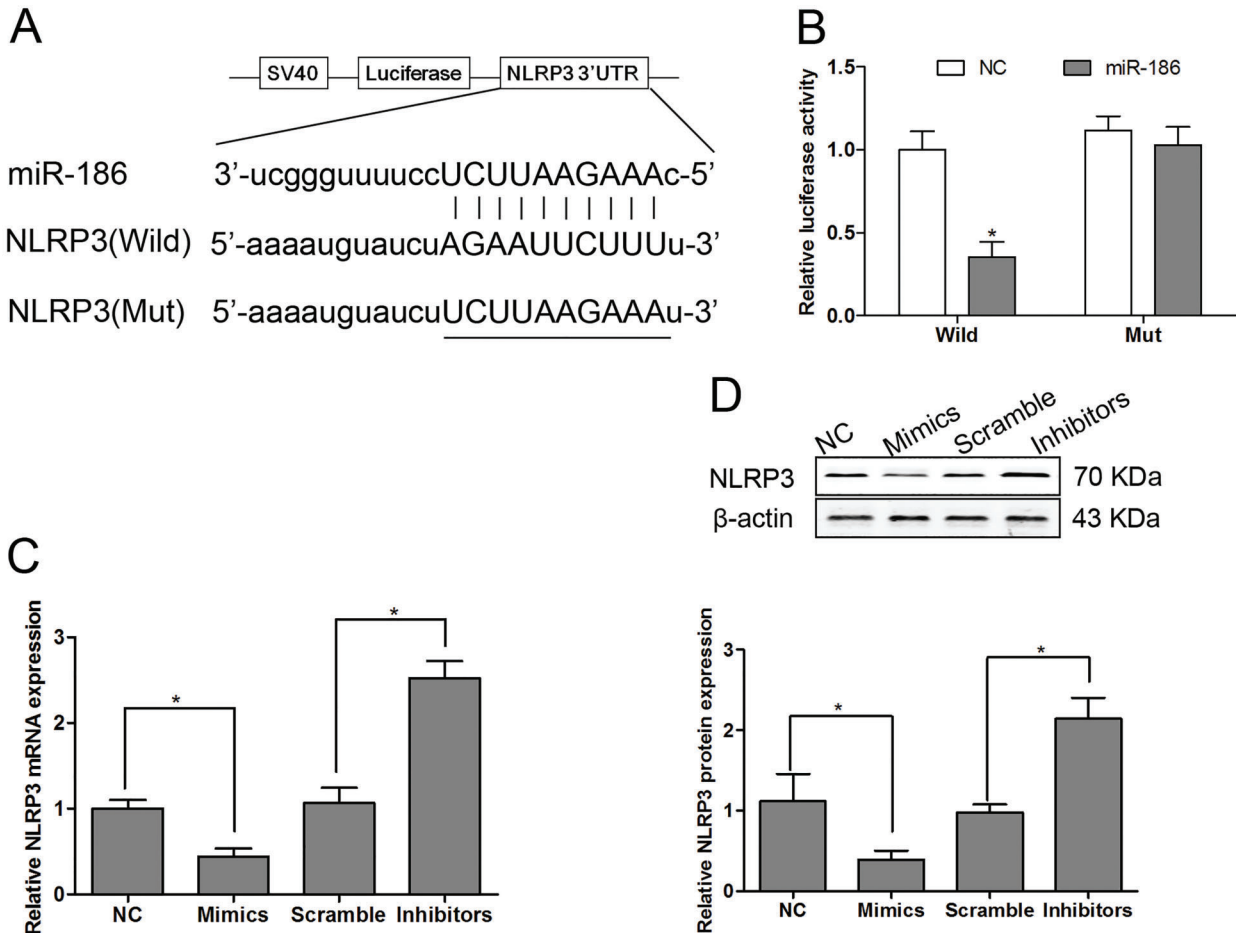 A
SV40 Luciferase NLRP3 3'UTR
miR-186 3'-ucggguuuuccUCUUAAGAAAc-5'
NLRP3(Wild) 5'-aaaauguaucuAGAAUUCUUUu-3'
NLRP3(Mut) 5'-aaaauguaucuUCUUAAGAAAu-3'
B
Relative luciferase activity
1.5
1.0
0.5
0.0
NC miR-186
*
Wild Mut
D
NC Mimics Scramble Inhibitors
NLRP3 70 KDa
β-actin 43 KDa
C
Relative NLRP3 mRNA expression
3
2
1
0
*
*
NC Mimics Scramble Inhibitors
Relative NLRP3 protein expression
3
2
1
0
*
*
NC Mimics Scramble Inhibitors